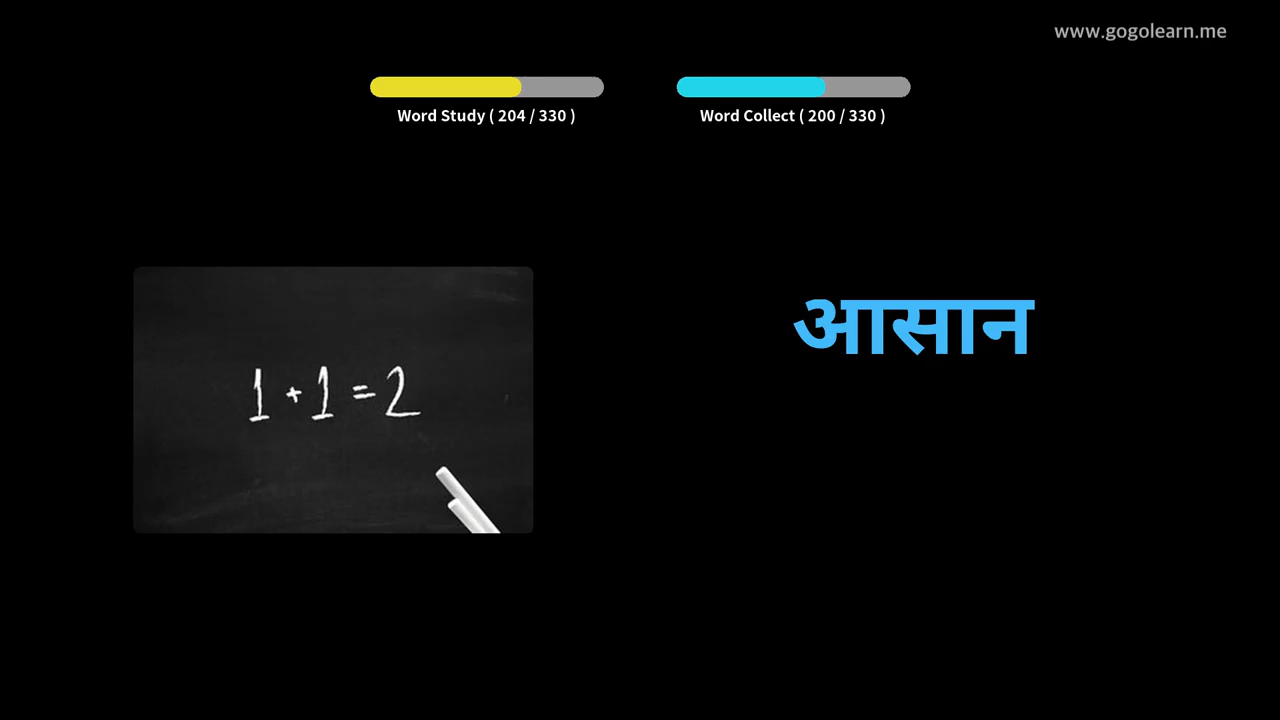 www.gogolearn.me
Word Study ( 204 / 330 )
Word Collect ( 200 / 330 )
आसान
1 + 1 = 2